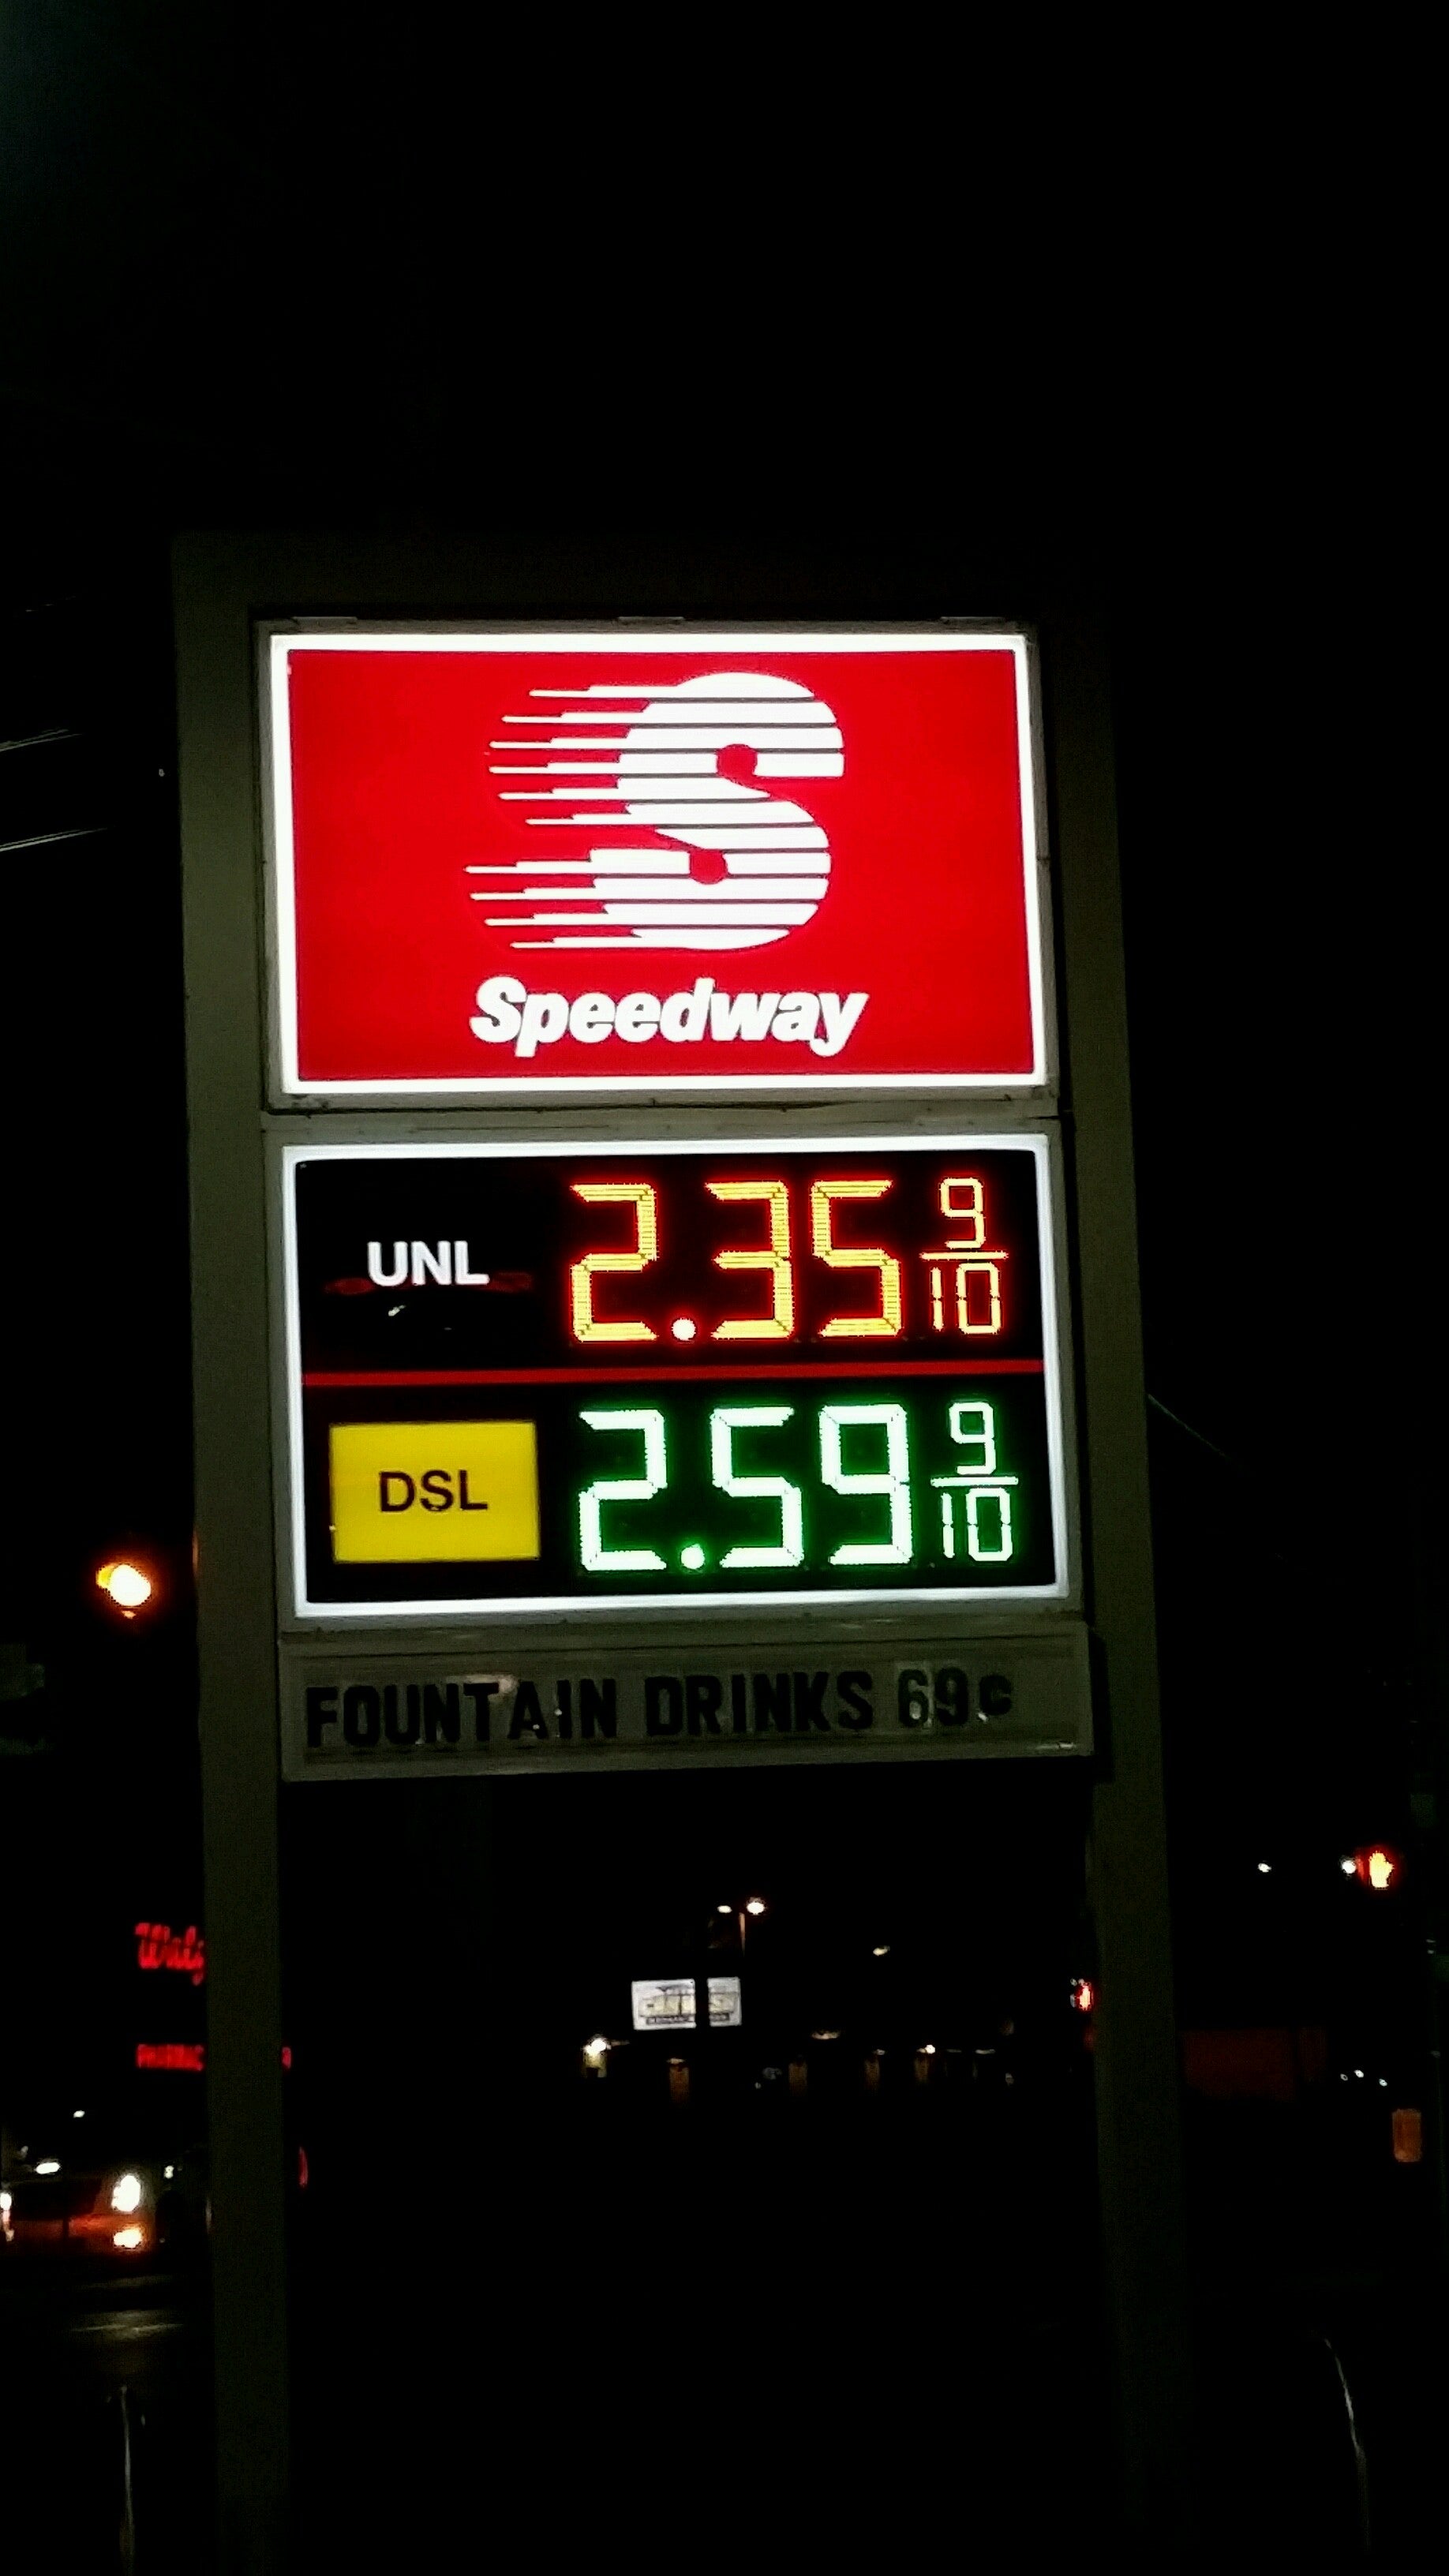 S
Speedway
UNL 2.35 9/10
DSL 2.59 9/10
FOUNTAIN DRINKS 69¢